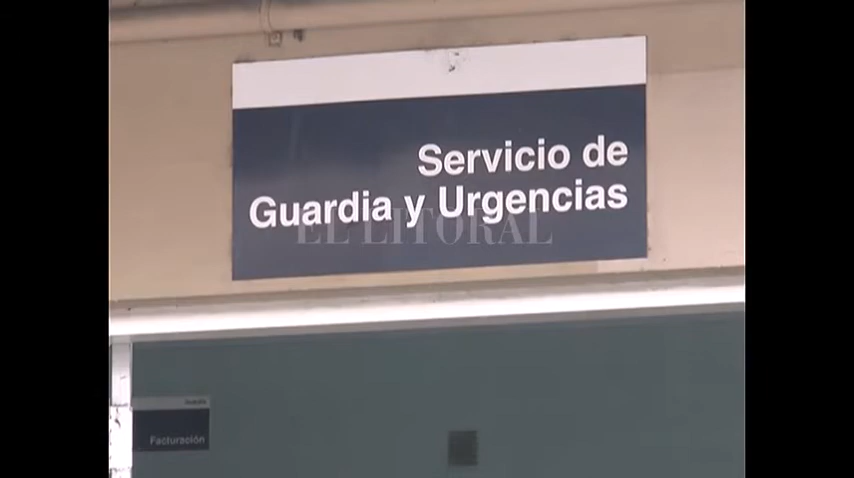 Servicio de
Guardia y Urgencias
EL LITORAL
Facturación